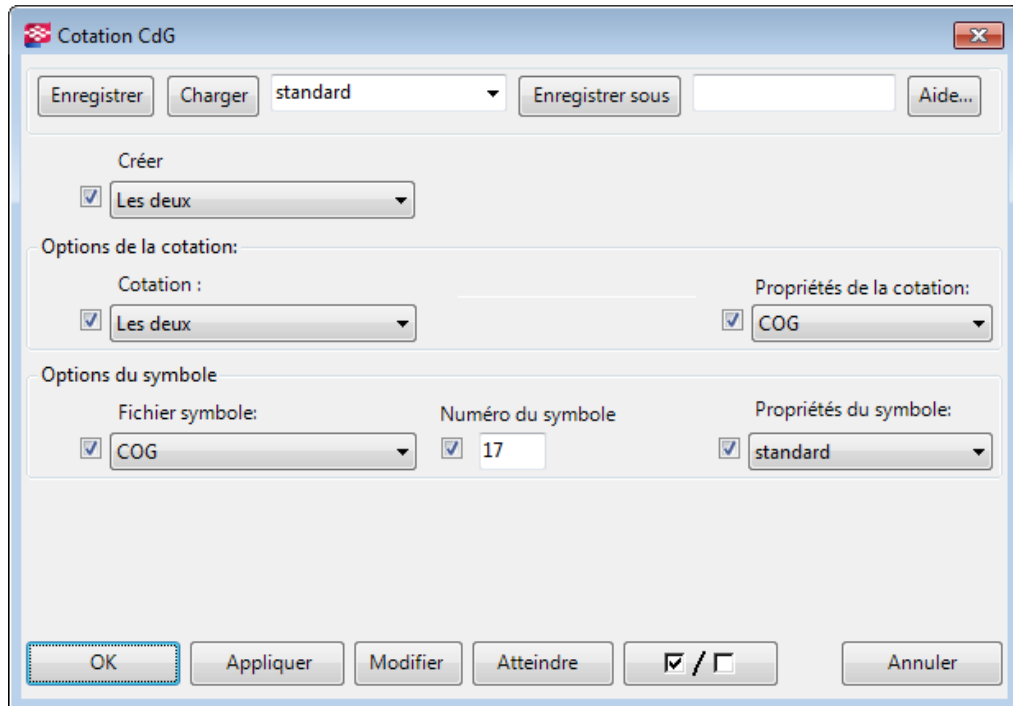 Cotation CdG
Enregistrer Charger standard Enregistrer sous Aide...
Créer
Les deux
Options de la cotation:
Cotation : Propriétés de la cotation:
Les deux COG
Options du symbole
Fichier symbole: Numéro du symbole Propriétés du symbole:
COG 17 standard
OK Appliquer Modifier Atteindre / Annuler